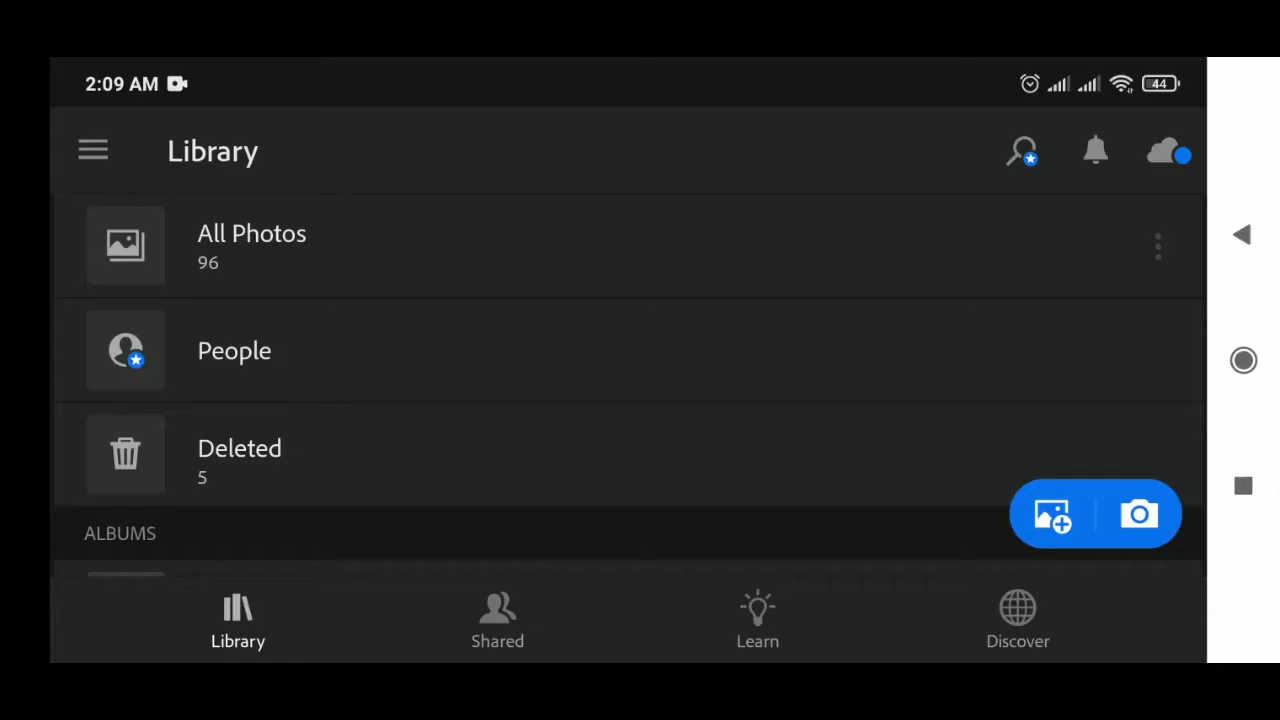 2:09 AM
44
Library
All Photos
96
People
Deleted
5
ALBUMS
Library
Shared
Learn
Discover